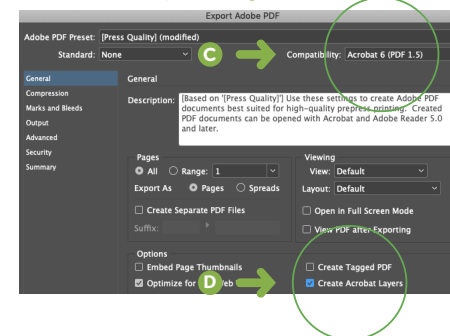 Export Adobe PDF
Adobe PDF Preset: [Press Quality] (modified)
Standard: None
C
Compatibility: Acrobat 6 (PDF 1.5)
General
Compression
Marks and Bleeds
Output
Advanced
Security
Summary
General
Description: [Based on '[Press Quality]'] Use these settings to create Adobe PDF
documents best suited for high-quality prepress printing. Created
PDF documents can be opened with Acrobat and Adobe Reader 5.0
and later.
Pages
All Range: 1
Export As Pages Spreads
Create Separate PDF Files
Suffix:
Viewing
View: Default
Layout: Default
Open in Full Screen Mode
View PDF after Exporting
Options
Embed Page Thumbnails
Optimize for Web
D
Create Tagged PDF
Create Acrobat Layers